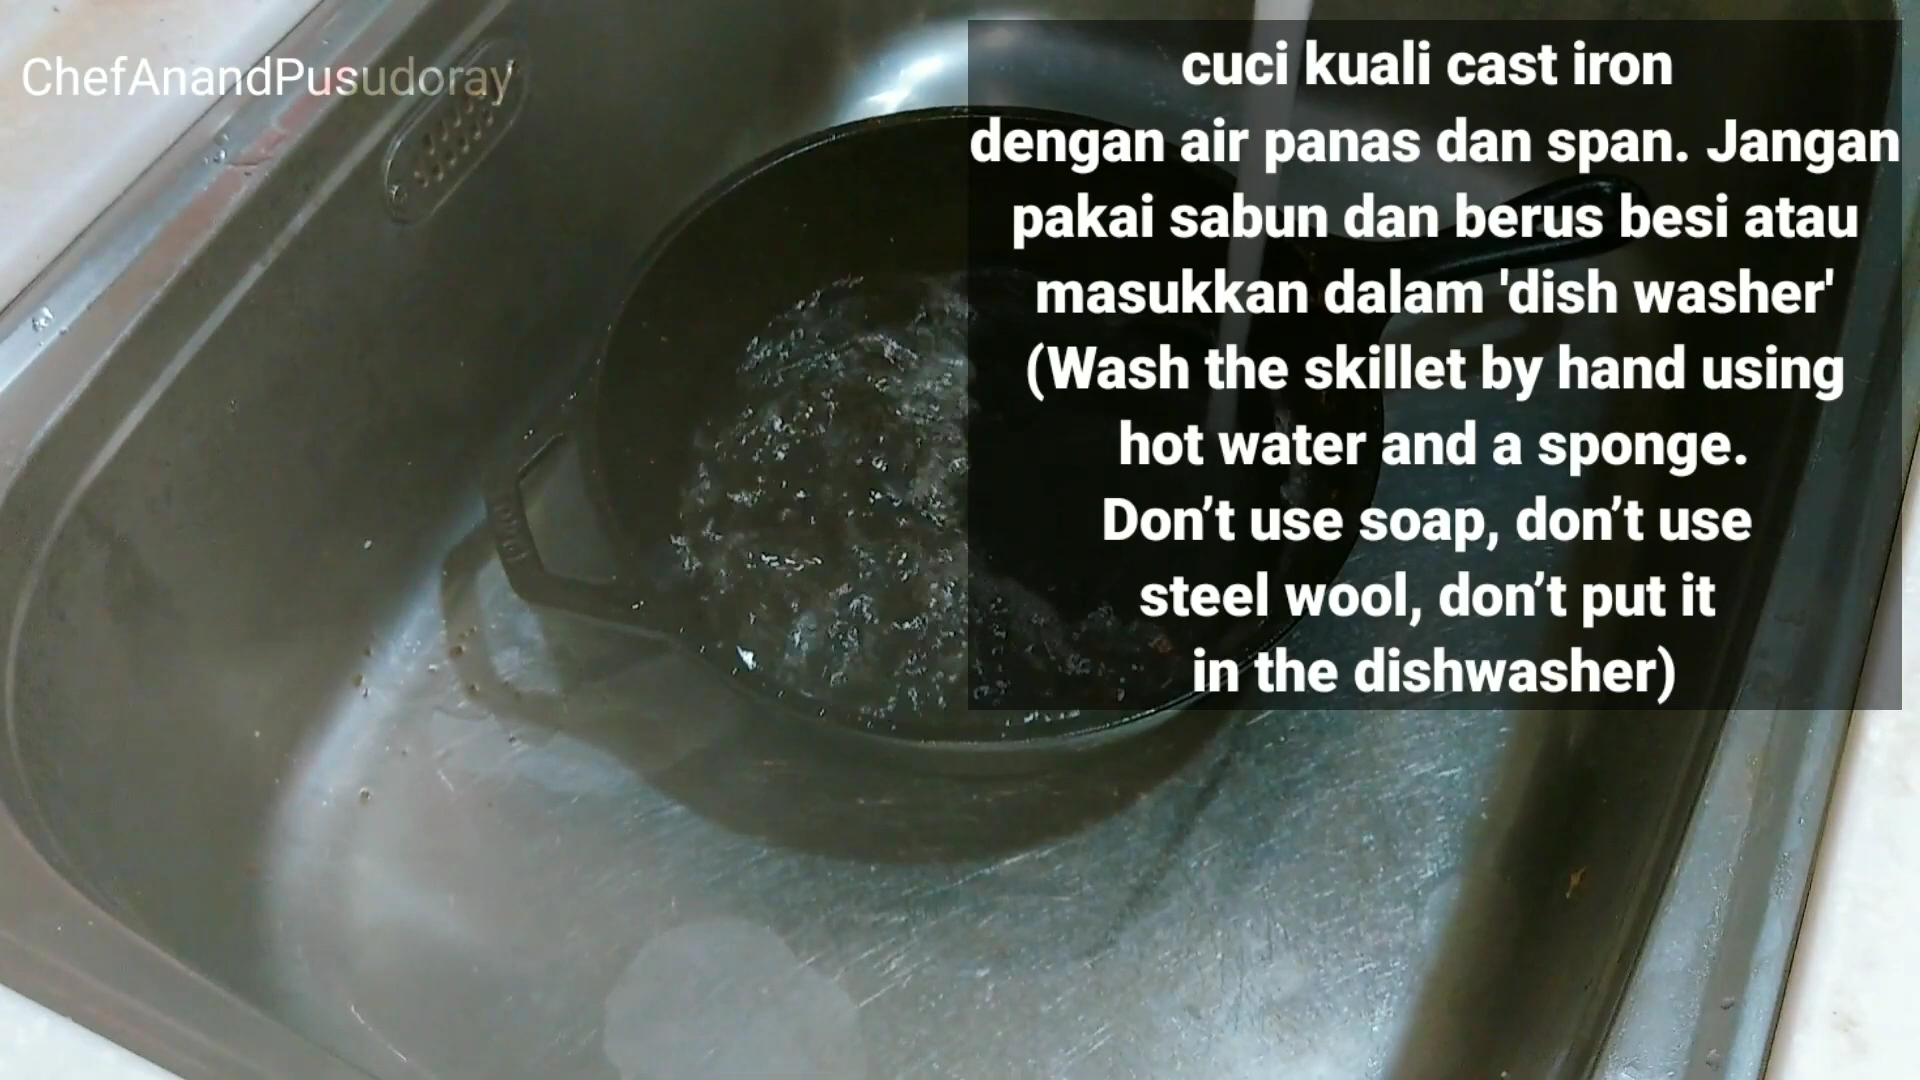 ChefAnandPusudoray
cuci kuali cast iron
dengan air panas dan span. Jangan
pakai sabun dan berus besi atau
masukkan dalam 'dish washer'
(Wash the skillet by hand using
hot water and a sponge.
Don’t use soap, don’t use
steel wool, don’t put it
in the dishwasher)